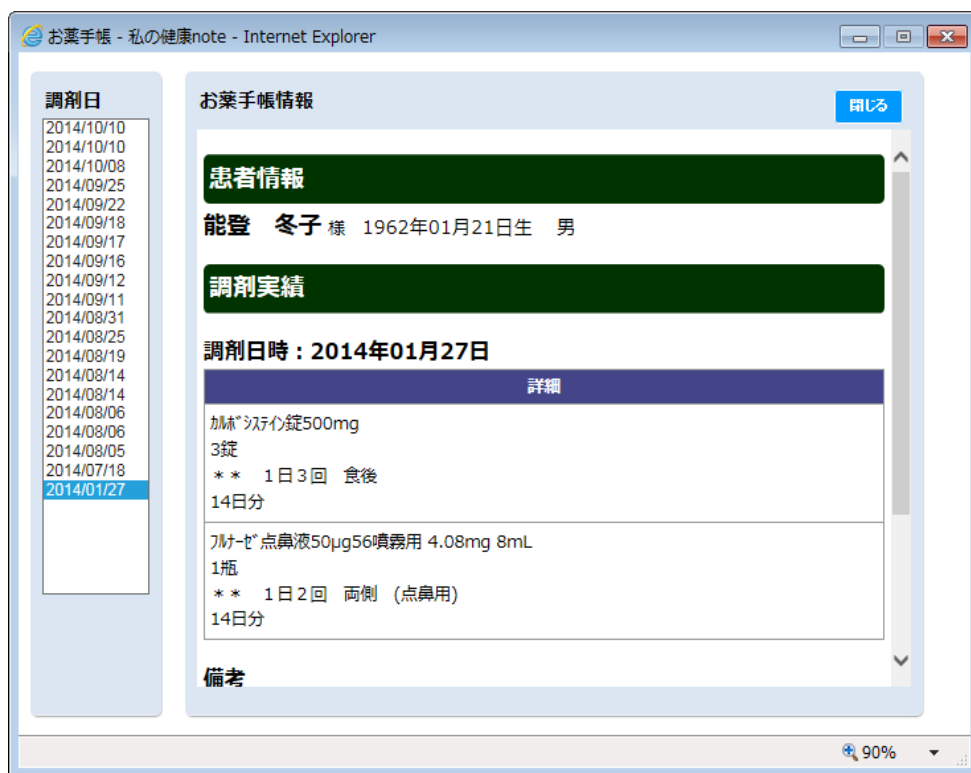 お薬手帳 - 私の健康note - Internet Explorer
調剤日
2014/10/10
2014/10/10
2014/10/08
2014/09/25
2014/09/22
2014/09/18
2014/09/17
2014/09/16
2014/09/12
2014/09/11
2014/08/31
2014/08/25
2014/08/19
2014/08/14
2014/08/14
2014/08/06
2014/08/06
2014/08/05
2014/07/18
2014/01/27
お薬手帳情報
閉じる
患者情報
能登　冬子 様　1962年01月21日生　男
調剤実績
調剤日時：2014年01月27日
詳細
ｶﾙﾎﾞｼｽﾃｲﾝ錠500mg
3錠
＊＊　1日３回　食後
14日分
ﾌﾙﾅｰｾﾞ点鼻液50μg56噴霧用 4.08mg 8mL
1瓶
＊＊　1日２回　両側　(点鼻用)
14日分
備考
90%